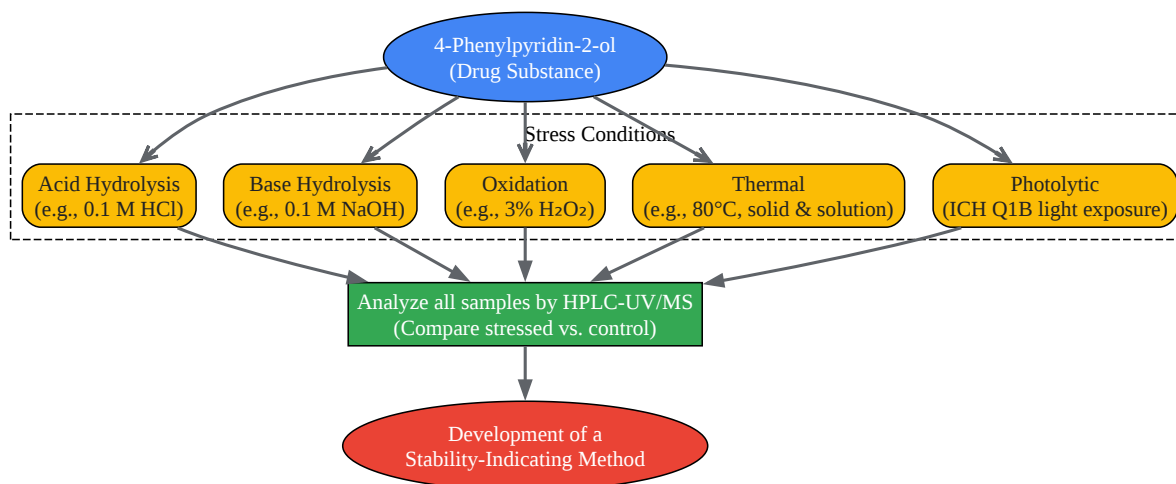 4-Phenylpyridin-2-ol
(Drug Substance)
Stress Conditions
Acid Hydrolysis
(e.g., 0.1 M HCl)
Base Hydrolysis
(e.g., 0.1 M NaOH)
Oxidation
(e.g., 3% H₂O₂)
Thermal
(e.g., 80°C, solid & solution)
Photolytic
(ICH Q1B light exposure)
Analyze all samples by HPLC-UV/MS
(Compare stressed vs. control)
Development of a
Stability-Indicating Method